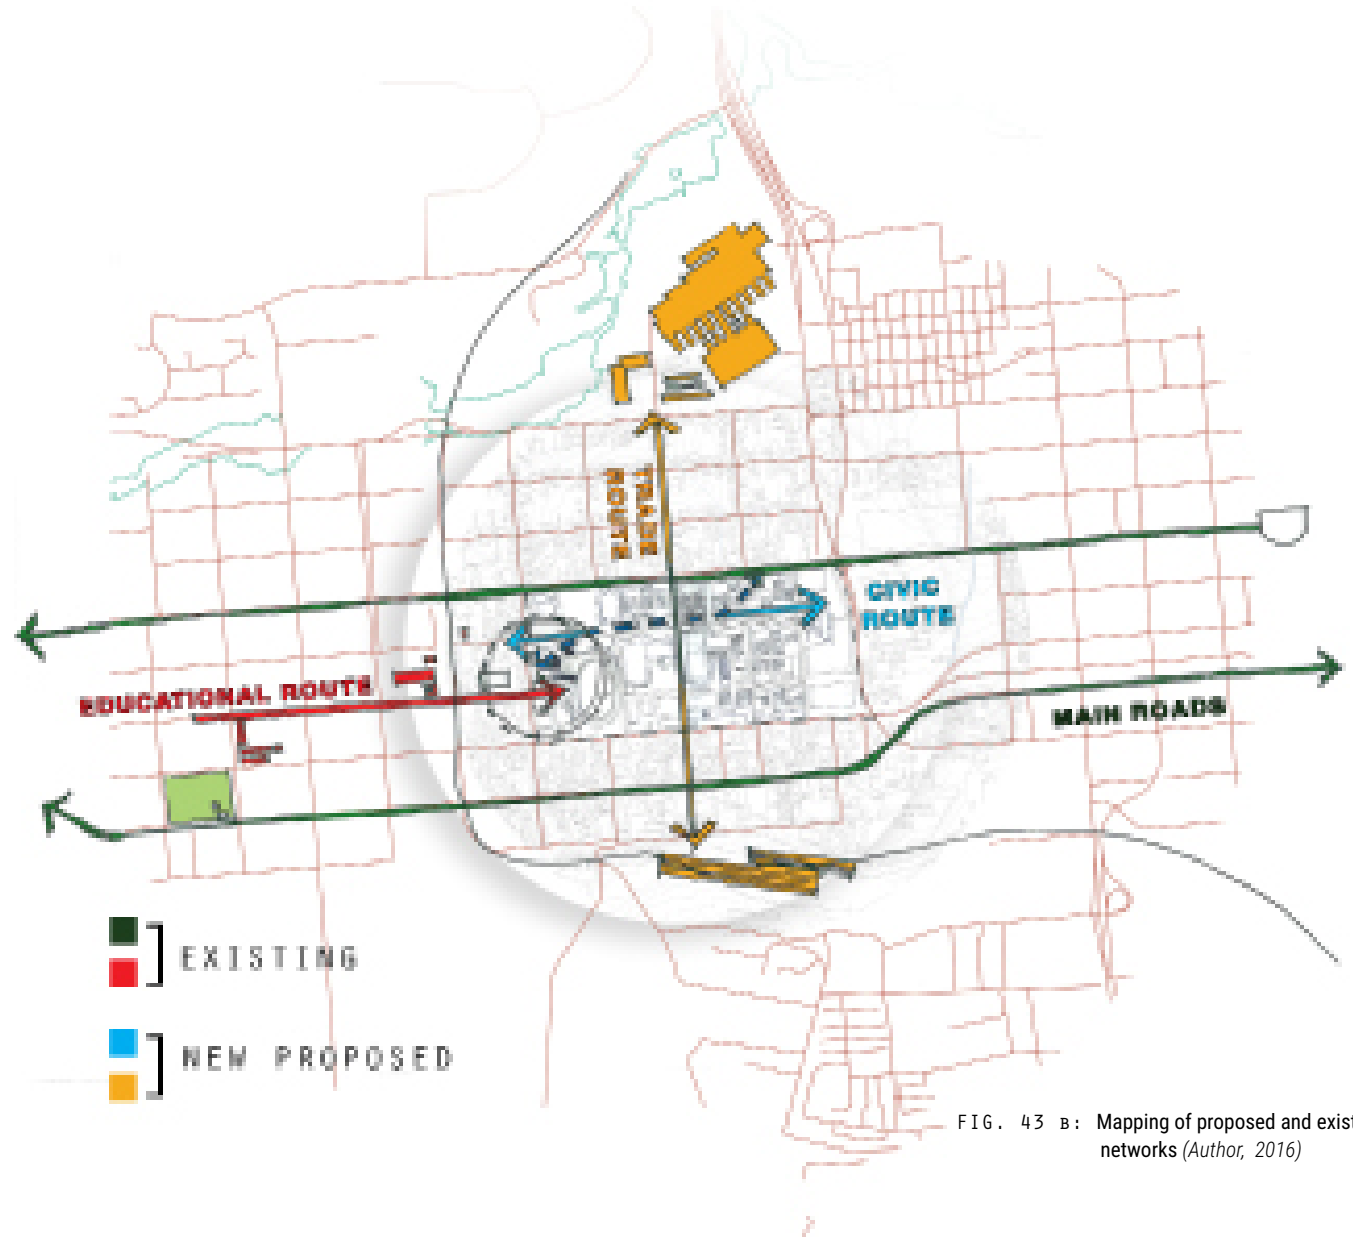 TRADE
ROUTE
CIVIC
ROUTE
EDUCATIONAL ROUTE
MAIN ROADS
EXISTING
NEW PROPOSED
FIG. 43 B: Mapping of proposed and exist
networks (Author, 2016)